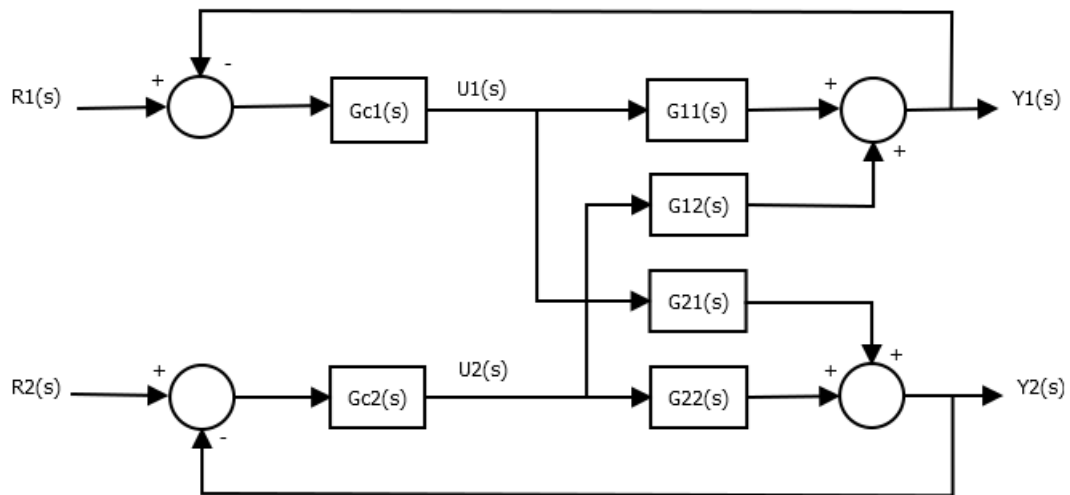 +
-
R1(s)
Gc1(s)
U1(s)
G11(s)
+
+
Y1(s)
G12(s)
G21(s)
R2(s)
+
-
Gc2(s)
U2(s)
G22(s)
+
+
Y2(s)